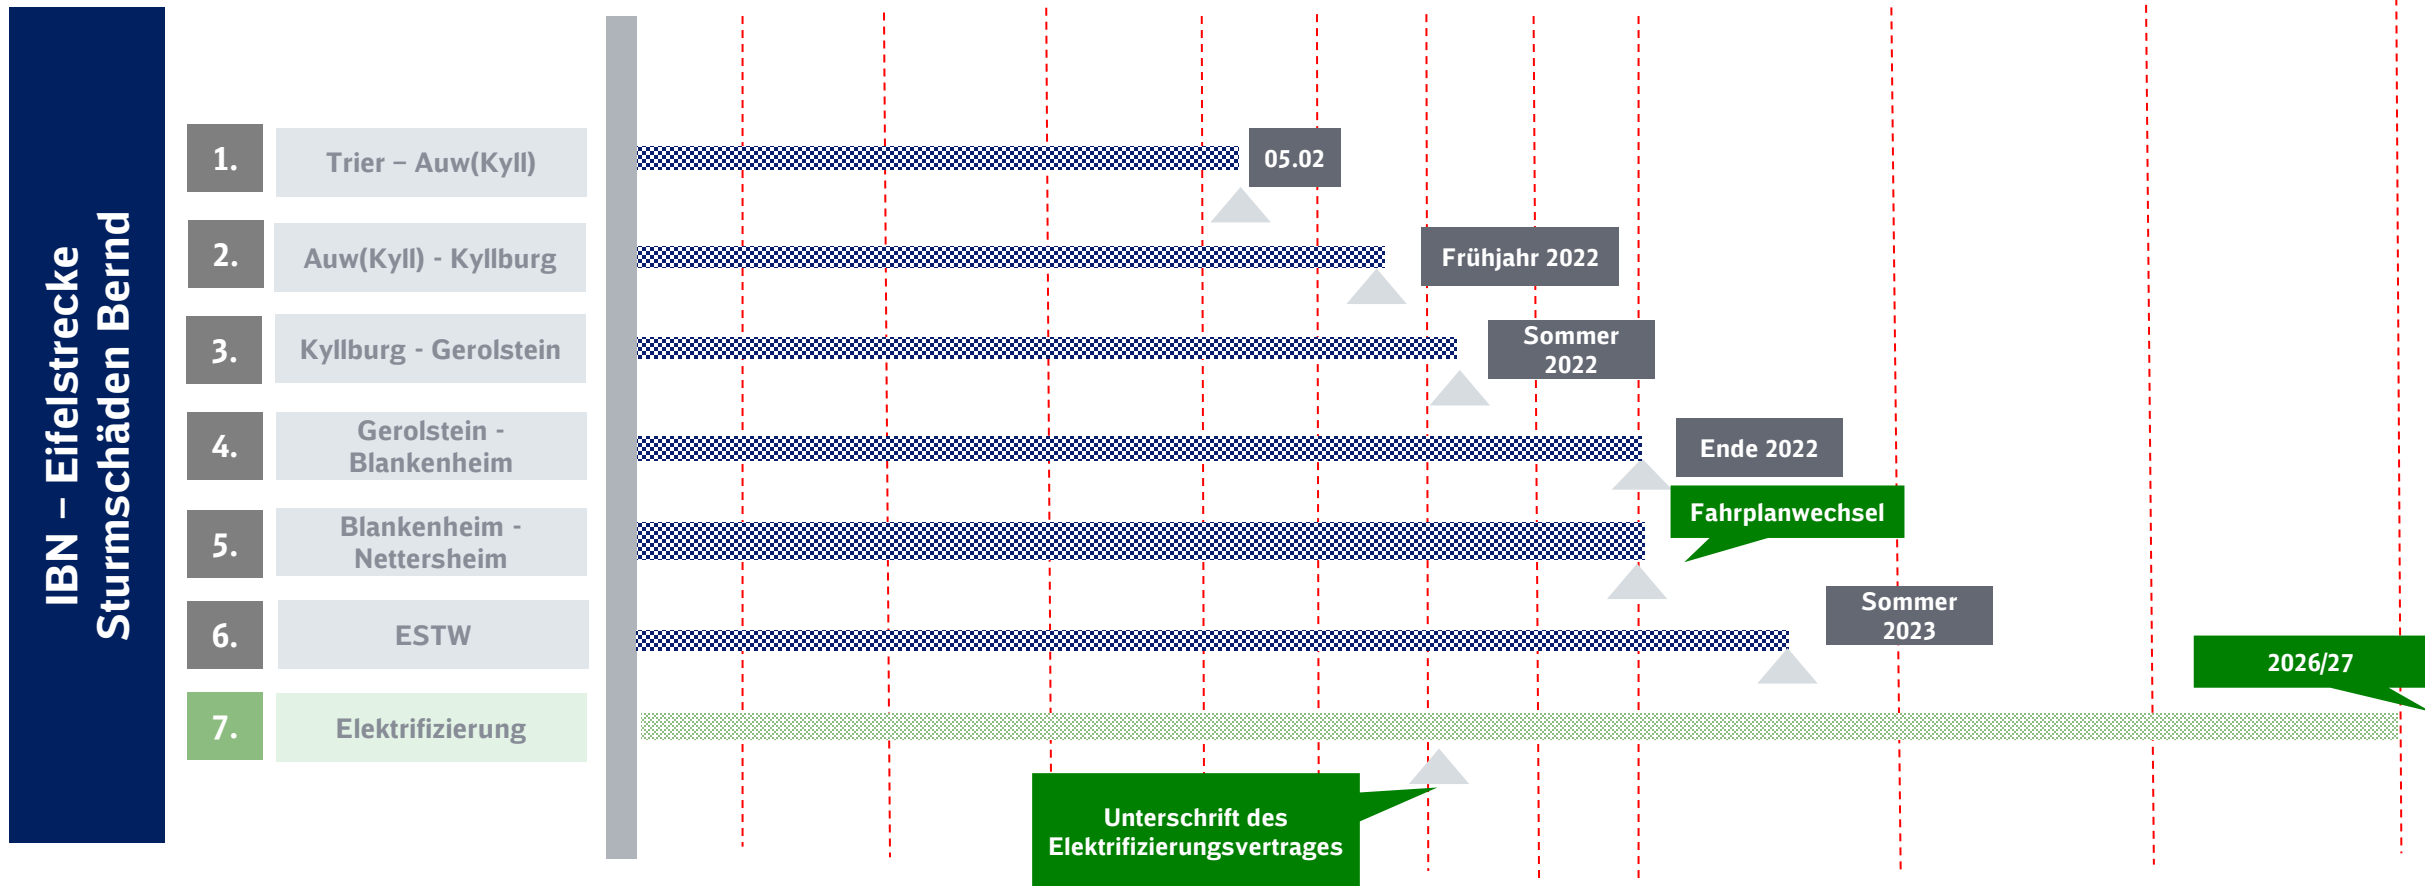 IBN – Eifelstrecke
Sturmschäden Bernd
1.
Trier – Auw(Kyll)
05.02
2.
Auw(Kyll) - Kyllburg
Frühjahr 2022
3.
Kyllburg - Gerolstein
Sommer
2022
4.
Gerolstein -
Blankenheim
Ende 2022
Fahrplanwechsel
5.
Blankenheim -
Nettersheim
6.
ESTW
Sommer
2023
2026/27
7.
Elektrifizierung
Unterschrift des
Elektrifizierungsvertrages